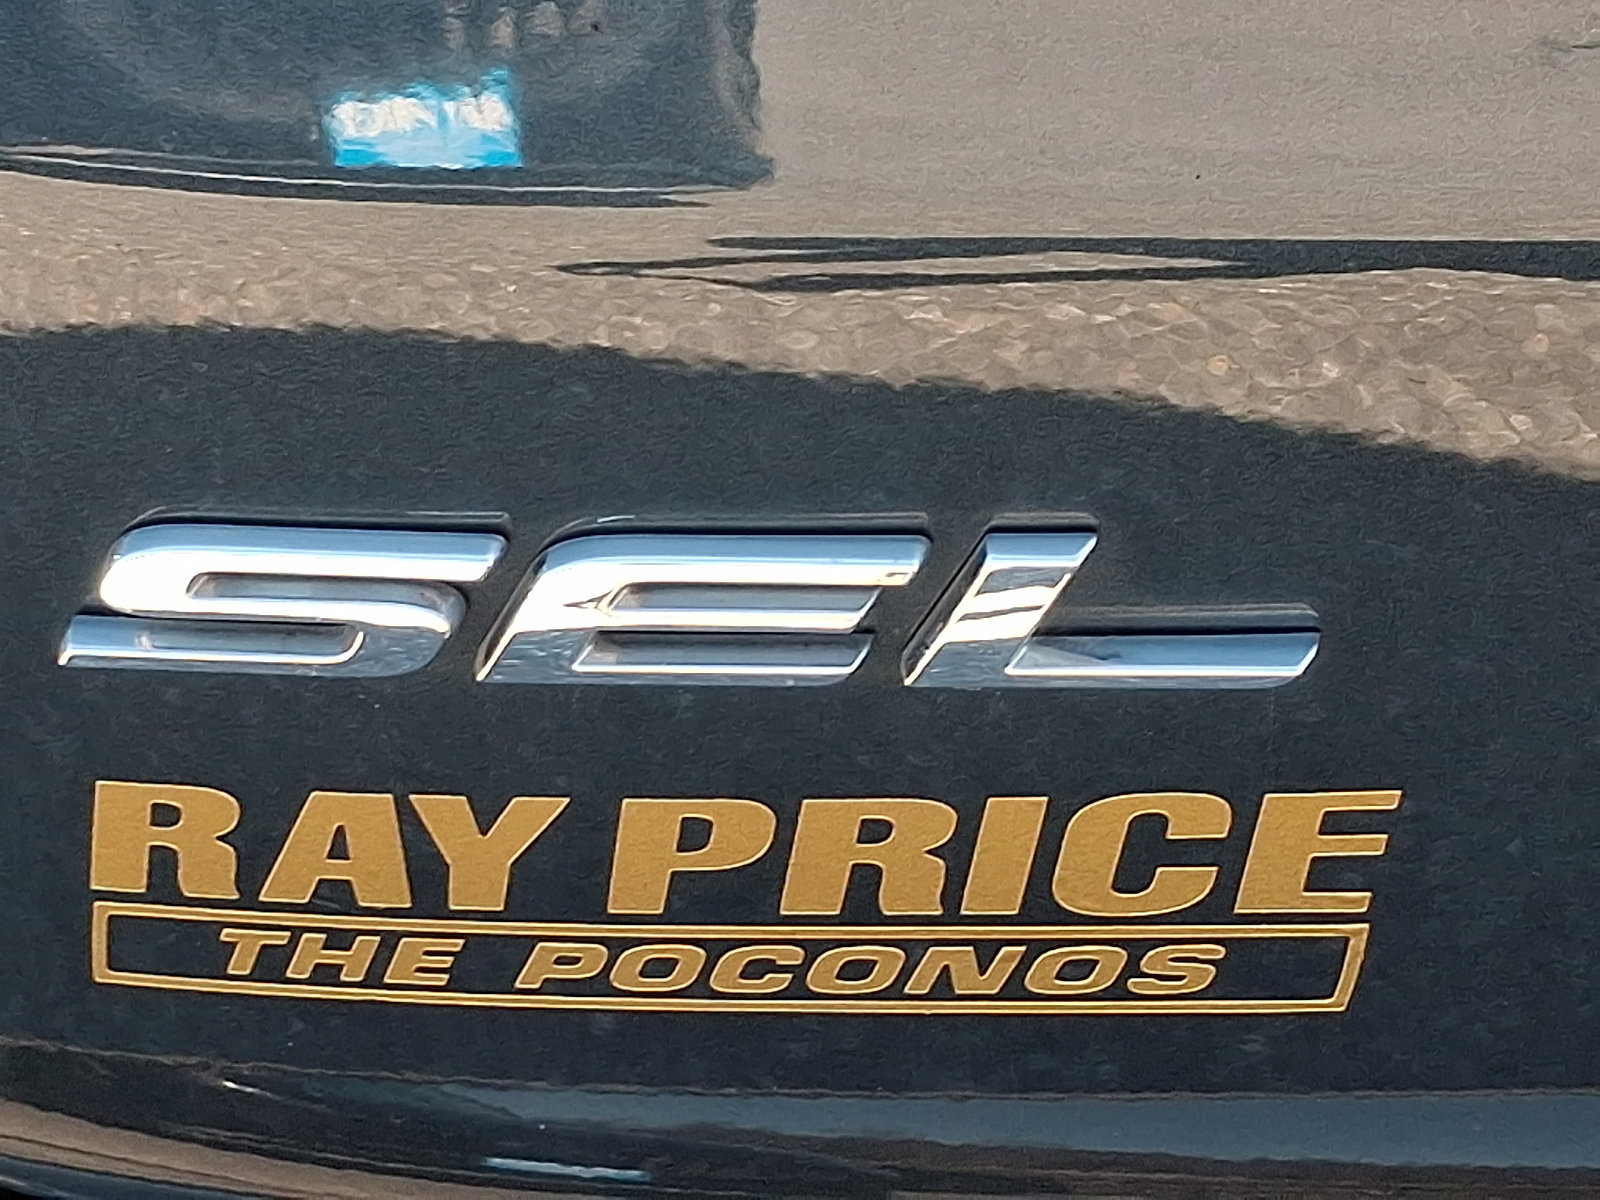 SEL
RAY PRICE
THE POCONOS